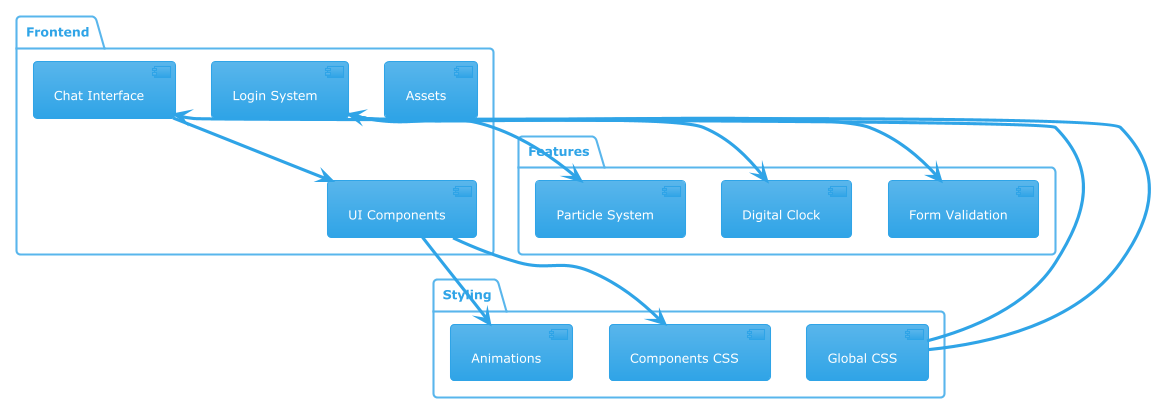 Frontend
Chat Interface
Login System
Assets
Features
UI Components
Particle System
Digital Clock
Form Validation
Styling
Animations
Components CSS
Global CSS